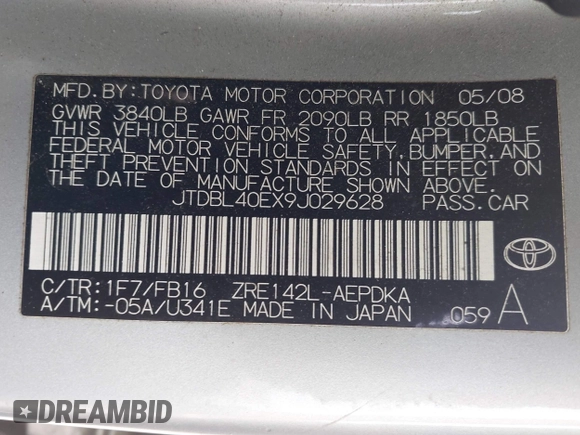 MFD. BY: TOYOTA MOTOR CORPORATION 05/08
GVWR 3840LB GAWR FR 2090LB RR 1850LB
THIS VEHICLE CONFORMS TO ALL APPLICABLE
FEDERAL MOTOR VEHICLE SAFETY, BUMPER, AND
THEFT PREVENTION STANDARDS IN EFFECT ON
THE DATE OF MANUFACTURE SHOWN ABOVE.
JTDBL40EX9J029628 PASS. CAR
TOYOTA
C/TR: 1F7/FB16 ZRE142L-AEPDKA
A/TM: -05A/U341E MADE IN JAPAN 059 A
DREAMBID